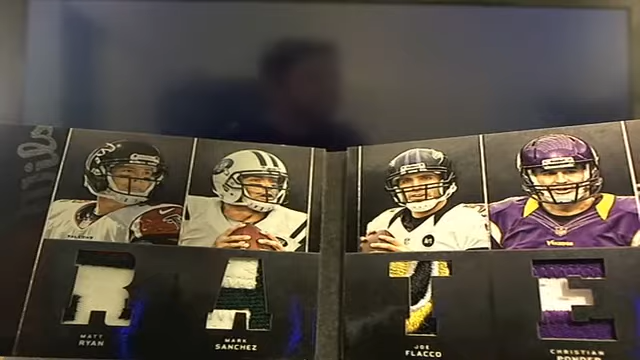 R A T E
MATT
RYAN
MARK
SANCHEZ
JOE
FLACCO
CHRISTIAN
PONDER